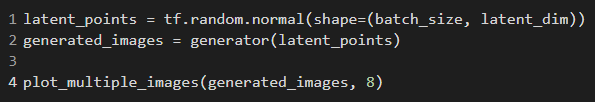 1 latent_points = tf.random.normal(shape=(batch_size, latent_dim))
2 generated_images = generator(latent_points)
3
4 plot_multiple_images(generated_images, 8)